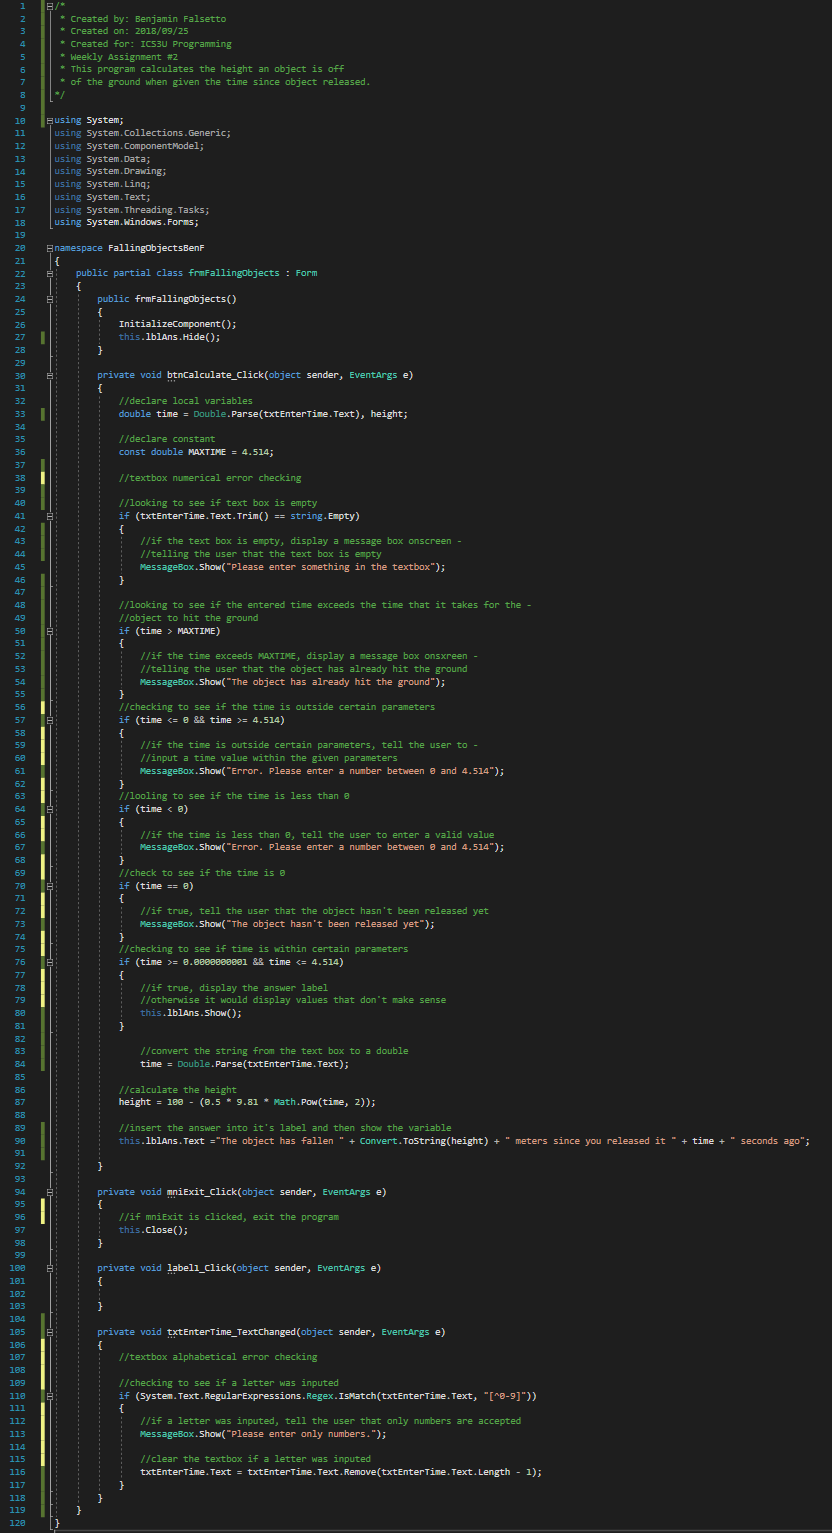 1 /*
2 * Created by: Benjamin Falsetto
3 * Created on: 2018/09/25
4 * Created for: ICS3U Programming
5 * Weekly Assignment #2
6 * This program calculates the height an object is off
7 * of the ground when given the time since object released.
8 */
9
10 using System;
11 using System.Collections.Generic;
12 using System.ComponentModel;
13 using System.Data;
14 using System.Drawing;
15 using System.Linq;
16 using System.Text;
17 using System.Threading.Tasks;
18 using System.Windows.Forms;
19
20 namespace FallingObjectsBenF
21 {
22 public partial class frmFallingObjects : Form
23 {
24 public frmFallingObjects()
25 {
26 InitializeComponent();
27 this.lblAns.Hide();
28 }
29
30 private void btnCalculate_Click(object sender, EventArgs e)
31 {
32 //declare local variables
33 double time = Double.Parse(txtEnterTime.Text), height;
34
35 //declare constant
36 const double MAXTIME = 4.514;
37
38 //textbox numerical error checking
39
40 //looking to see if text box is empty
41 if (txtEnterTime.Text.Trim() == string.Empty)
42 {
43 //if the text box is empty, display a message box onscreen -
44 //telling the user that the text box is empty
45 MessageBox.Show("Please enter something in the textbox");
46 }
47
48 //looking to see if the entered time exceeds the time that it takes for the -
49 //object to hit the ground
50 if (time > MAXTIME)
51 {
52 //if the time exceeds MAXTIME, display a message box onsxreen -
53 //telling the user that the object has already hit the ground
54 MessageBox.Show("The object has already hit the ground");
55 }
56 //checking to see if the time is outside certain parameters
57 if (time <= 0 && time >= 4.514)
58 {
59 //if the time is outside certain parameters, tell the user to -
60 //input a time value within the given parameters
61 MessageBox.Show("Error. Please enter a number between 0 and 4.514");
62 }
63 //looling to see if the time is less than 0
64 if (time < 0)
65 {
66 //if the time is less than 0, tell the user to enter a valid value
67 MessageBox.Show("Error. Please enter a number between 0 and 4.514");
68 }
69 //check to see if the time is 0
70 if (time == 0)
71 {
72 //if true, tell the user that the object hasn't been released yet
73 MessageBox.Show("The object hasn't been released yet");
74 }
75 //checking to see if time is within certain parameters
76 if (time >= 0.0000000001 && time <= 4.514)
77 {
78 //if true, display the answer label
79 //otherwise it would display values that don't make sense
80 this.lblAns.Show();
81 }
82
83 //convert the string from the text box to a double
84 time = Double.Parse(txtEnterTime.Text);
85
86 //calculate the height
87 height = 100 - (0.5 * 9.81 * Math.Pow(time, 2));
88
89 //insert the answer into it's label and then show the variable
90 this.lblAns.Text ="The object has fallen " + Convert.ToString(height) + " meters since you released it " + time + " seconds ago";
91
92 }
93
94 private void mniExit_Click(object sender, EventArgs e)
95 {
96 //if mniExit is clicked, exit the program
97 this.Close();
98 }
99
100 private void label1_Click(object sender, EventArgs e)
101 {
102
103 }
104
105 private void txtEnterTime_TextChanged(object sender, EventArgs e)
106 {
107 //textbox alphabetical error checking
108
109 //checking to see if a letter was inputed
110 if (System.Text.RegularExpressions.Regex.IsMatch(txtEnterTime.Text, "[^0-9]"))
111 {
112 //if a letter was inputed, tell the user that only numbers are accepted
113 MessageBox.Show("Please enter only numbers.");
114
115 //clear the textbox if a letter was inputed
116 txtEnterTime.Text = txtEnterTime.Text.Remove(txtEnterTime.Text.Length - 1);
117 }
118 }
119 }
120 }